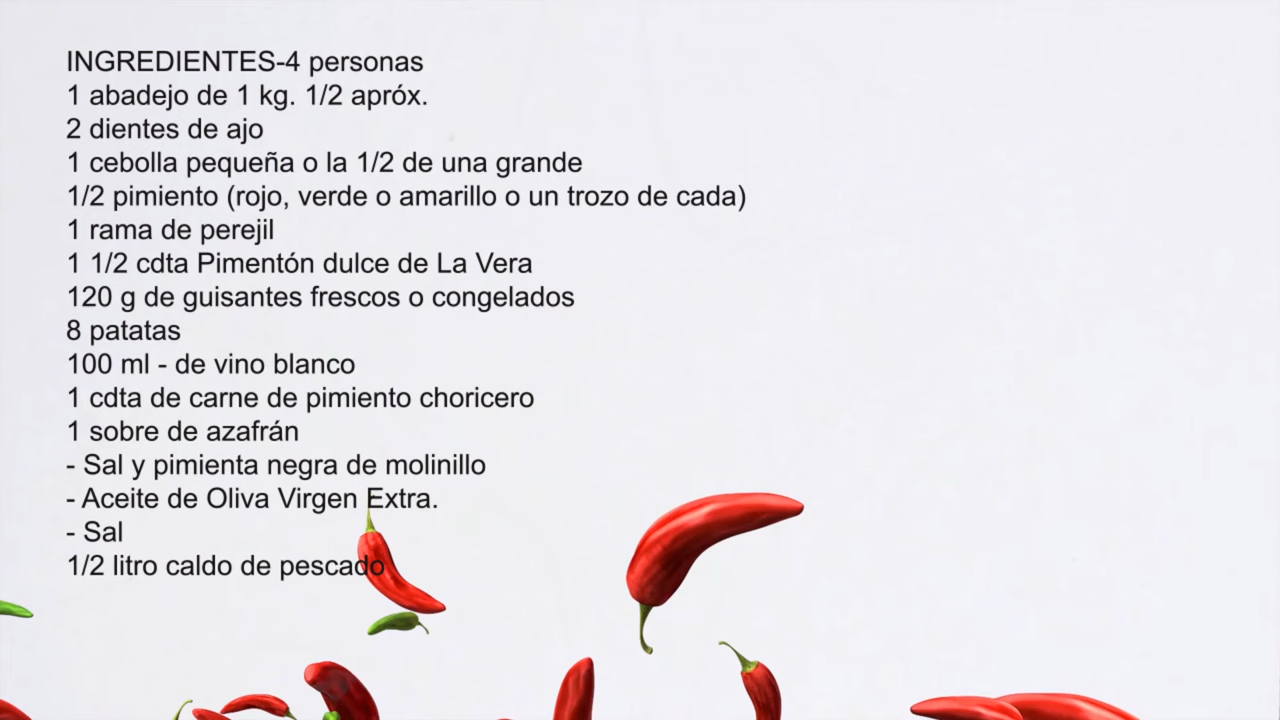 INGREDIENTES-4 personas
1 abadejo de 1 kg. 1/2 apróx.
2 dientes de ajo
1 cebolla pequeña o la 1/2 de una grande
1/2 pimiento (rojo, verde o amarillo o un trozo de cada)
1 rama de perejil
1 1/2 cdta Pimentón dulce de La Vera
120 g de guisantes frescos o congelados
8 patatas
100 ml - de vino blanco
1 cdta de carne de pimiento choricero
1 sobre de azafrán
- Sal y pimienta negra de molinillo
- Aceite de Oliva Virgen Extra.
- Sal
1/2 litro caldo de pescado